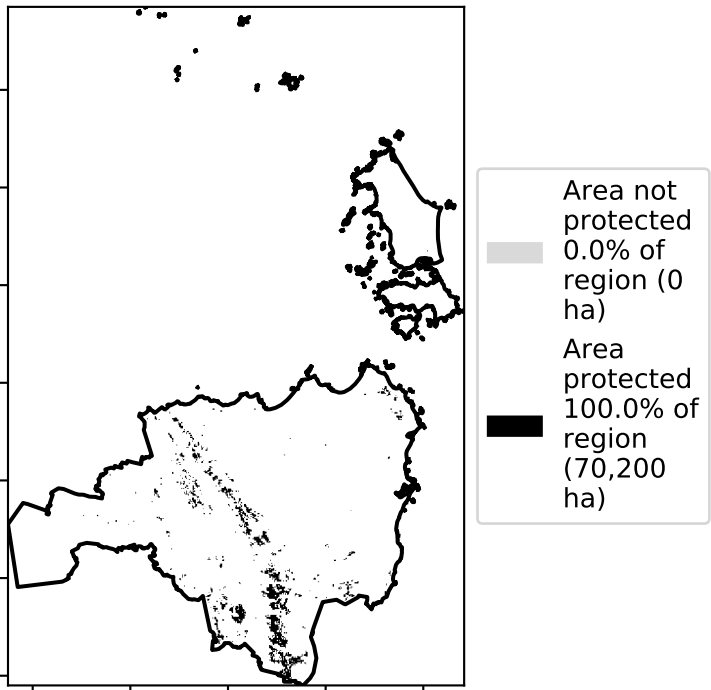 Area not
protected
0.0% of
region (0
ha)
Area
protected
100.0% of
region
(70,200
ha)